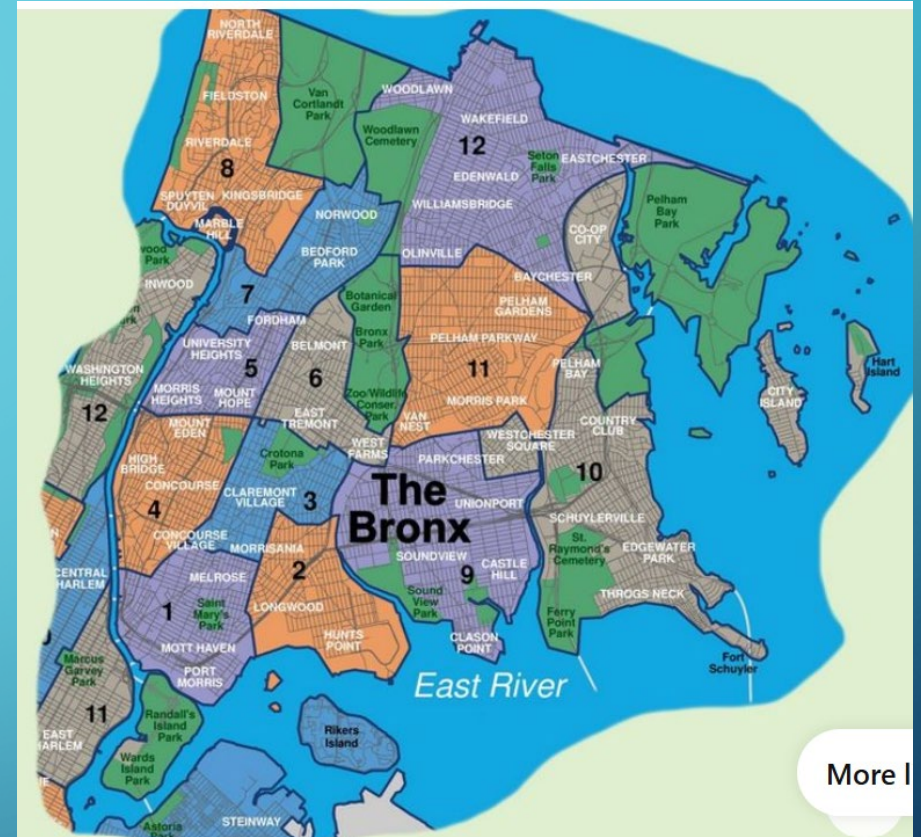 NORTH
RIVERDALE
FIELDSTON
Van
Cortlandt
Park
WOODLAWN
Woodlawn
Cemetery
WAKEFIELD
12
RIVERDALE
8
Seton
Falls
Park
EASTCHESTER
EDENWALD
SPUYTEN
DUYVIL
KINGSBRIDGE
WILLIAMSBRIDGE
Pelham
Bay
Park
MARBLE
HILL
NORWOOD
CO-OP
CITY
wood
Park
BEDFORD
PARK
OLINVILLE
INWOOD
BAYCHESTER
7
Botanical
Garden
PELHAM
GARDENS
FORDHAM
Bronx
Park
PELHAM PARKWAY
UNIVERSITY
HEIGHTS
5
BELMONT
6
11
PELHAM
BAY
Hart
Island
WASHINGTON
HEIGHTS
MORRIS
HEIGHTS
MOUNT
HOPE
Zoo/Wildlife
Conser.
Park
MORRIS PARK
CITY
ISLAND
12
EAST
TREMONT
VAN
NEST
COUNTRY
CLUB
MOUNT
EDEN
WEST
FARMS
WESTCHESTER
SQUARE
HIGH
BRIDGE
Crotona
Park
PARKCHESTER
10
CONCOURSE
4
CLAREMONT
VILLAGE
3
The
Bronx
UNIONPORT
SCHUYLERVILLE
CONCOURSE
VILLAGE
MORRISANIA
St.
Raymond's
Cemetery
EDGEWATER
PARK
SOUNDVIEW
CENTRAL
HARLEM
MELROSE
2
9
CASTLE
HILL
1
Saint
Mary's
Park
LONGWOOD
Sound
View
Park
THROGS NECK
Ferry
Point
Park
MOTT HAVEN
HUNTS
POINT
CLASON
POINT
Marcus
Garvey
Park
PORT
MORRIS
East River
Fort
Schuyler
11
Randall's
Island
Park
EAST
HARLEM
Rikers
Island
Wards
Island
Park
More l
STEINWAY
Astoria
Park